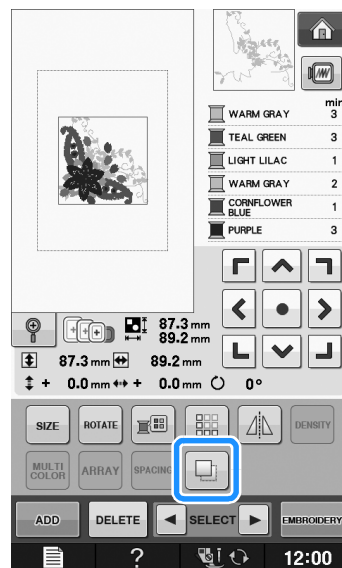 min
WARM GRAY 3
TEAL GREEN 3
LIGHT LILAC 1
WARM GRAY 2
CORNFLOWER
BLUE 1
PURPLE 3
87.3 mm
89.2 mm
87.3 mm 89.2 mm
+ 0.0 mm + 0.0 mm 0°
SIZE ROTATE DENSITY
MULTI
COLOR ARRAY SPACING
ADD DELETE SELECT EMBROIDERY
? 12:00